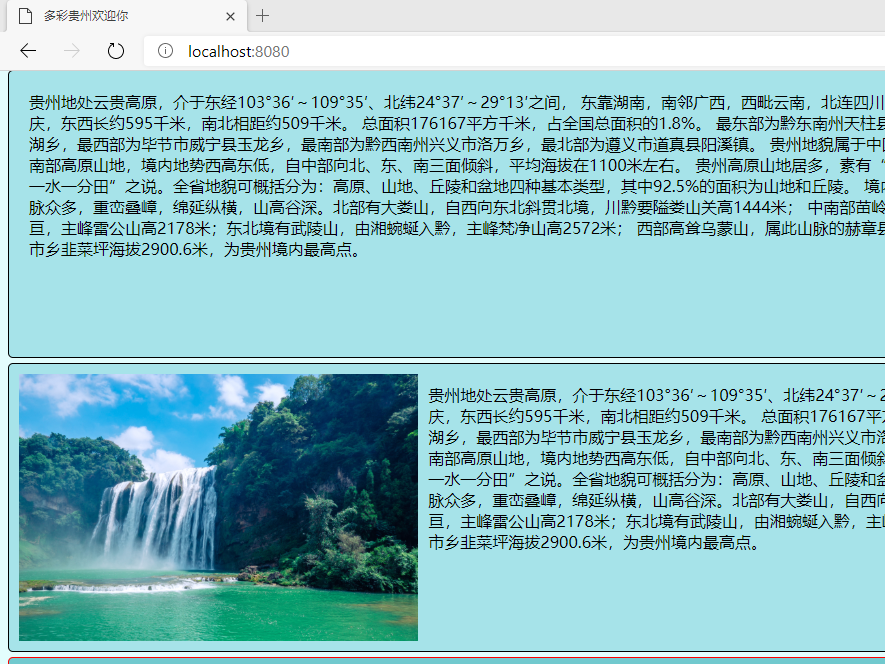 多彩贵州欢迎你
localhost:8080
贵州地处云贵高原，介于东经103°36′～109°35′、北纬24°37′～29°13′之间， 东靠湖南，南邻广西，西毗云南，北连四川
庆，东西长约595千米，南北相距约509千米。 总面积176167平方千米，占全国总面积的1.8%。 最东部为黔东南州天柱县
湖乡，最西部为毕节市威宁县玉龙乡，最南部为黔西南州兴义市洛万乡，最北部为遵义市道真县阳溪镇。 贵州地貌属于中国
南部高原山地，境内地势西高东低，自中部向北、东、南三面倾斜，平均海拔在1100米左右。 贵州高原山地居多，素有“
一水一分田”之说。全省地貌可概括分为：高原、山地、丘陵和盆地四种基本类型，其中92.5%的面积为山地和丘陵。 境
脉众多，重峦叠嶂，绵延纵横，山高谷深。北部有大娄山，自西向东北斜贯北境，川黔要隘娄山关高1444米； 中南部苗岭
亘，主峰雷公山高2178米；东北境有武陵山，由湘蜿蜒入黔，主峰梵净山高2572米； 西部高耸乌蒙山，属此山脉的赫章县
市乡韭菜坪海拔2900.6米，为贵州境内最高点。
贵州地处云贵高原，介于东经103°36′～109°35′、北纬24°37′～2
庆，东西长约595千米，南北相距约509千米。 总面积176167平方
湖乡，最西部为毕节市威宁县玉龙乡，最南部为黔西南州兴义市洛
南部高原山地，境内地势西高东低，自中部向北、东、南三面倾斜
一水一分田”之说。全省地貌可概括分为：高原、山地、丘陵和盆
脉众多，重峦叠嶂，绵延纵横，山高谷深。北部有大娄山，自西向
亘，主峰雷公山高2178米；东北境有武陵山，由湘蜿蜒入黔，主
市乡韭菜坪海拔2900.6米，为贵州境内最高点。